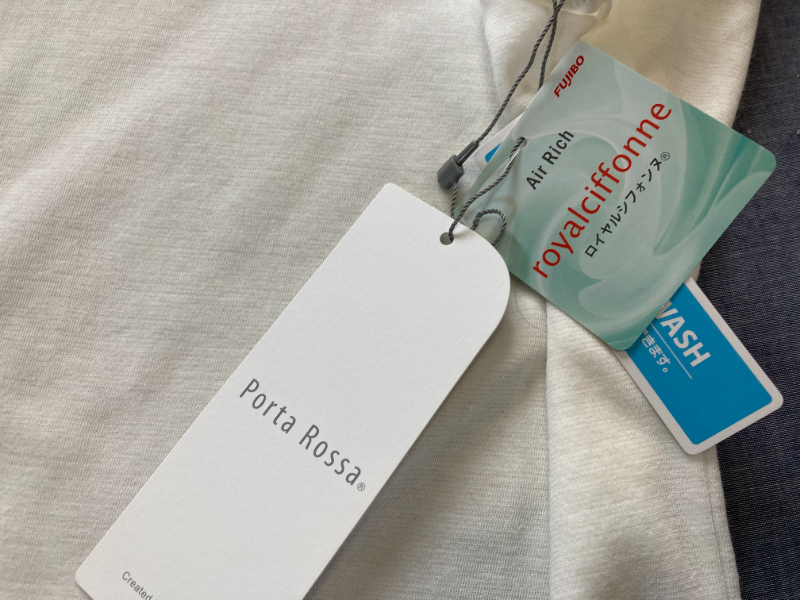 FUJIBO
Air Rich
royalciffonne
ロイヤルシフォンヌ®
WASH
きます。
Porta Rossa®
Created